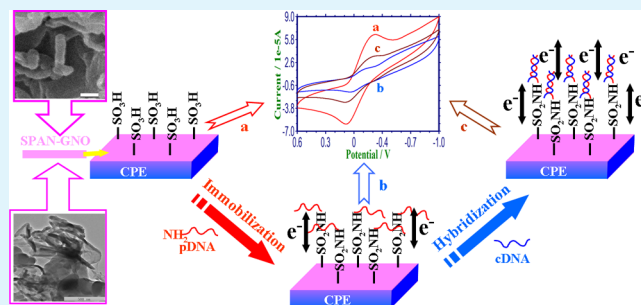 SPAN-GNO
SO₃H SO₃H SO₃H SO₃H SO₃H
CPE
a
Current / 1e-5A
9.0
5.8
2.6
-0.6
-3.8
-7.0
a
c
b
0.6 0.3 0 -0.4 -0.7 -1.0
Potential / V
b
c
Immobilization
NH₂
pDNA
e⁻ e⁻
SO₂NH SO₂NH SO₂NH SO₂NH SO₂NH
CPE
Hybridization
cDNA
e⁻ e⁻
e⁻ e
SO₂NH SO₂NH SO₂NH SO₂NH SO₂NH
CPE